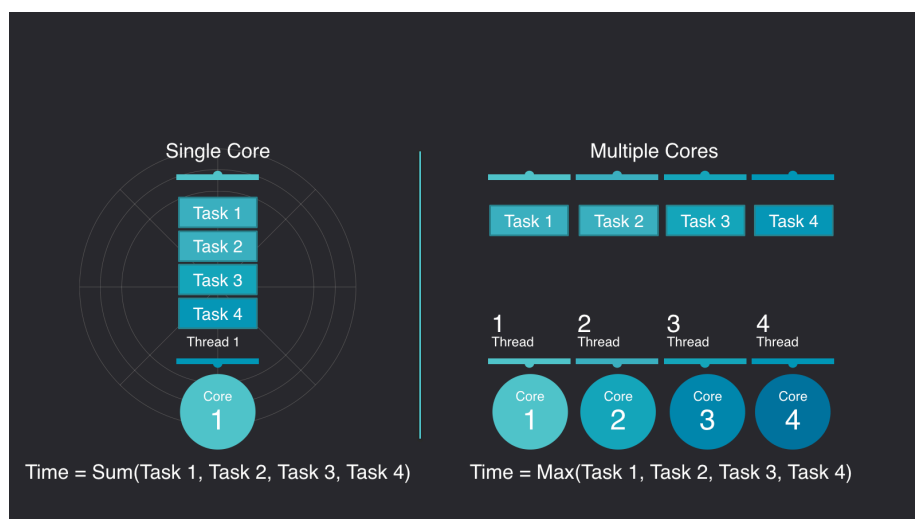 Single Core
Task 1
Task 2
Task 3
Task 4
Thread 1
Core
1
Time = Sum(Task 1, Task 2, Task 3, Task 4)
Multiple Cores
Task 1 Task 2 Task 3 Task 4
1 2 3 4
Thread Thread Thread Thread
Core Core Core Core
1 2 3 4
Time = Max(Task 1, Task 2, Task 3, Task 4)